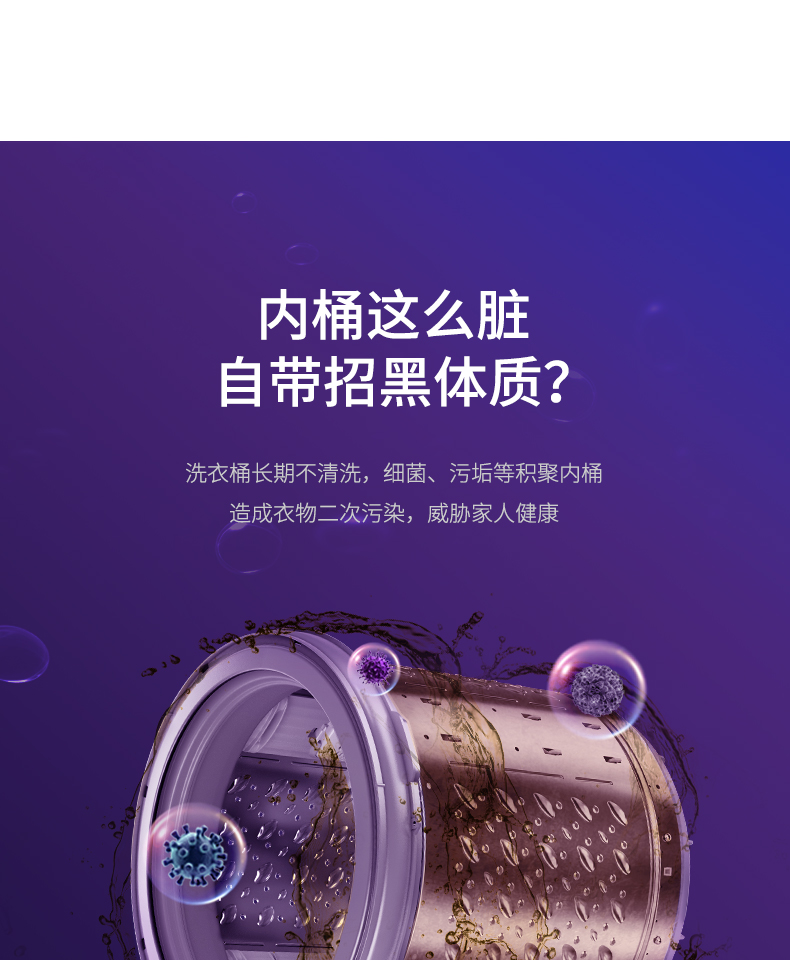 内桶这么脏
自带招黑体质？
洗衣桶长期不清洗，细菌、污垢等积聚内桶
造成衣物二次污染，威胁家人健康